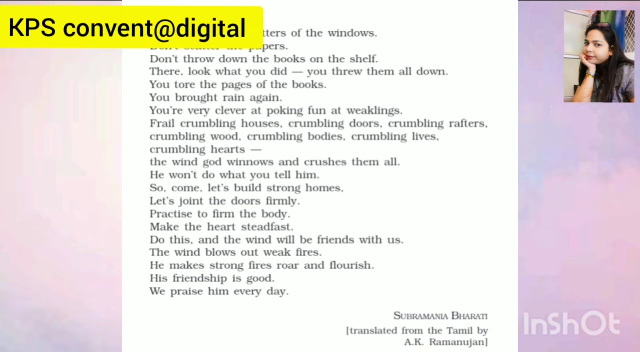 KPS convent@digital
tters of the windows.
papers.
Don't throw down the books on the shelf.
There, look what you did — you threw them all down.
You tore the pages of the books.
You brought rain again.
You're very clever at poking fun at weaklings.
Frail crumbling houses, crumbling doors, crumbling rafters,
crumbling wood, crumbling bodies, crumbling lives,
crumbling hearts —
the wind god winnows and crushes them all.
He won't do what you tell him.
So, come, let's build strong homes,
Let's joint the doors firmly.
Practise to firm the body.
Make the heart steadfast.
Do this, and the wind will be friends with us.
The wind blows out weak fires.
He makes strong fires roar and flourish.
His friendship is good.
We praise him every day.
SUBRAMANIA BHARATI
[translated from the Tamil by
A.K. Ramanujan]
InShOt